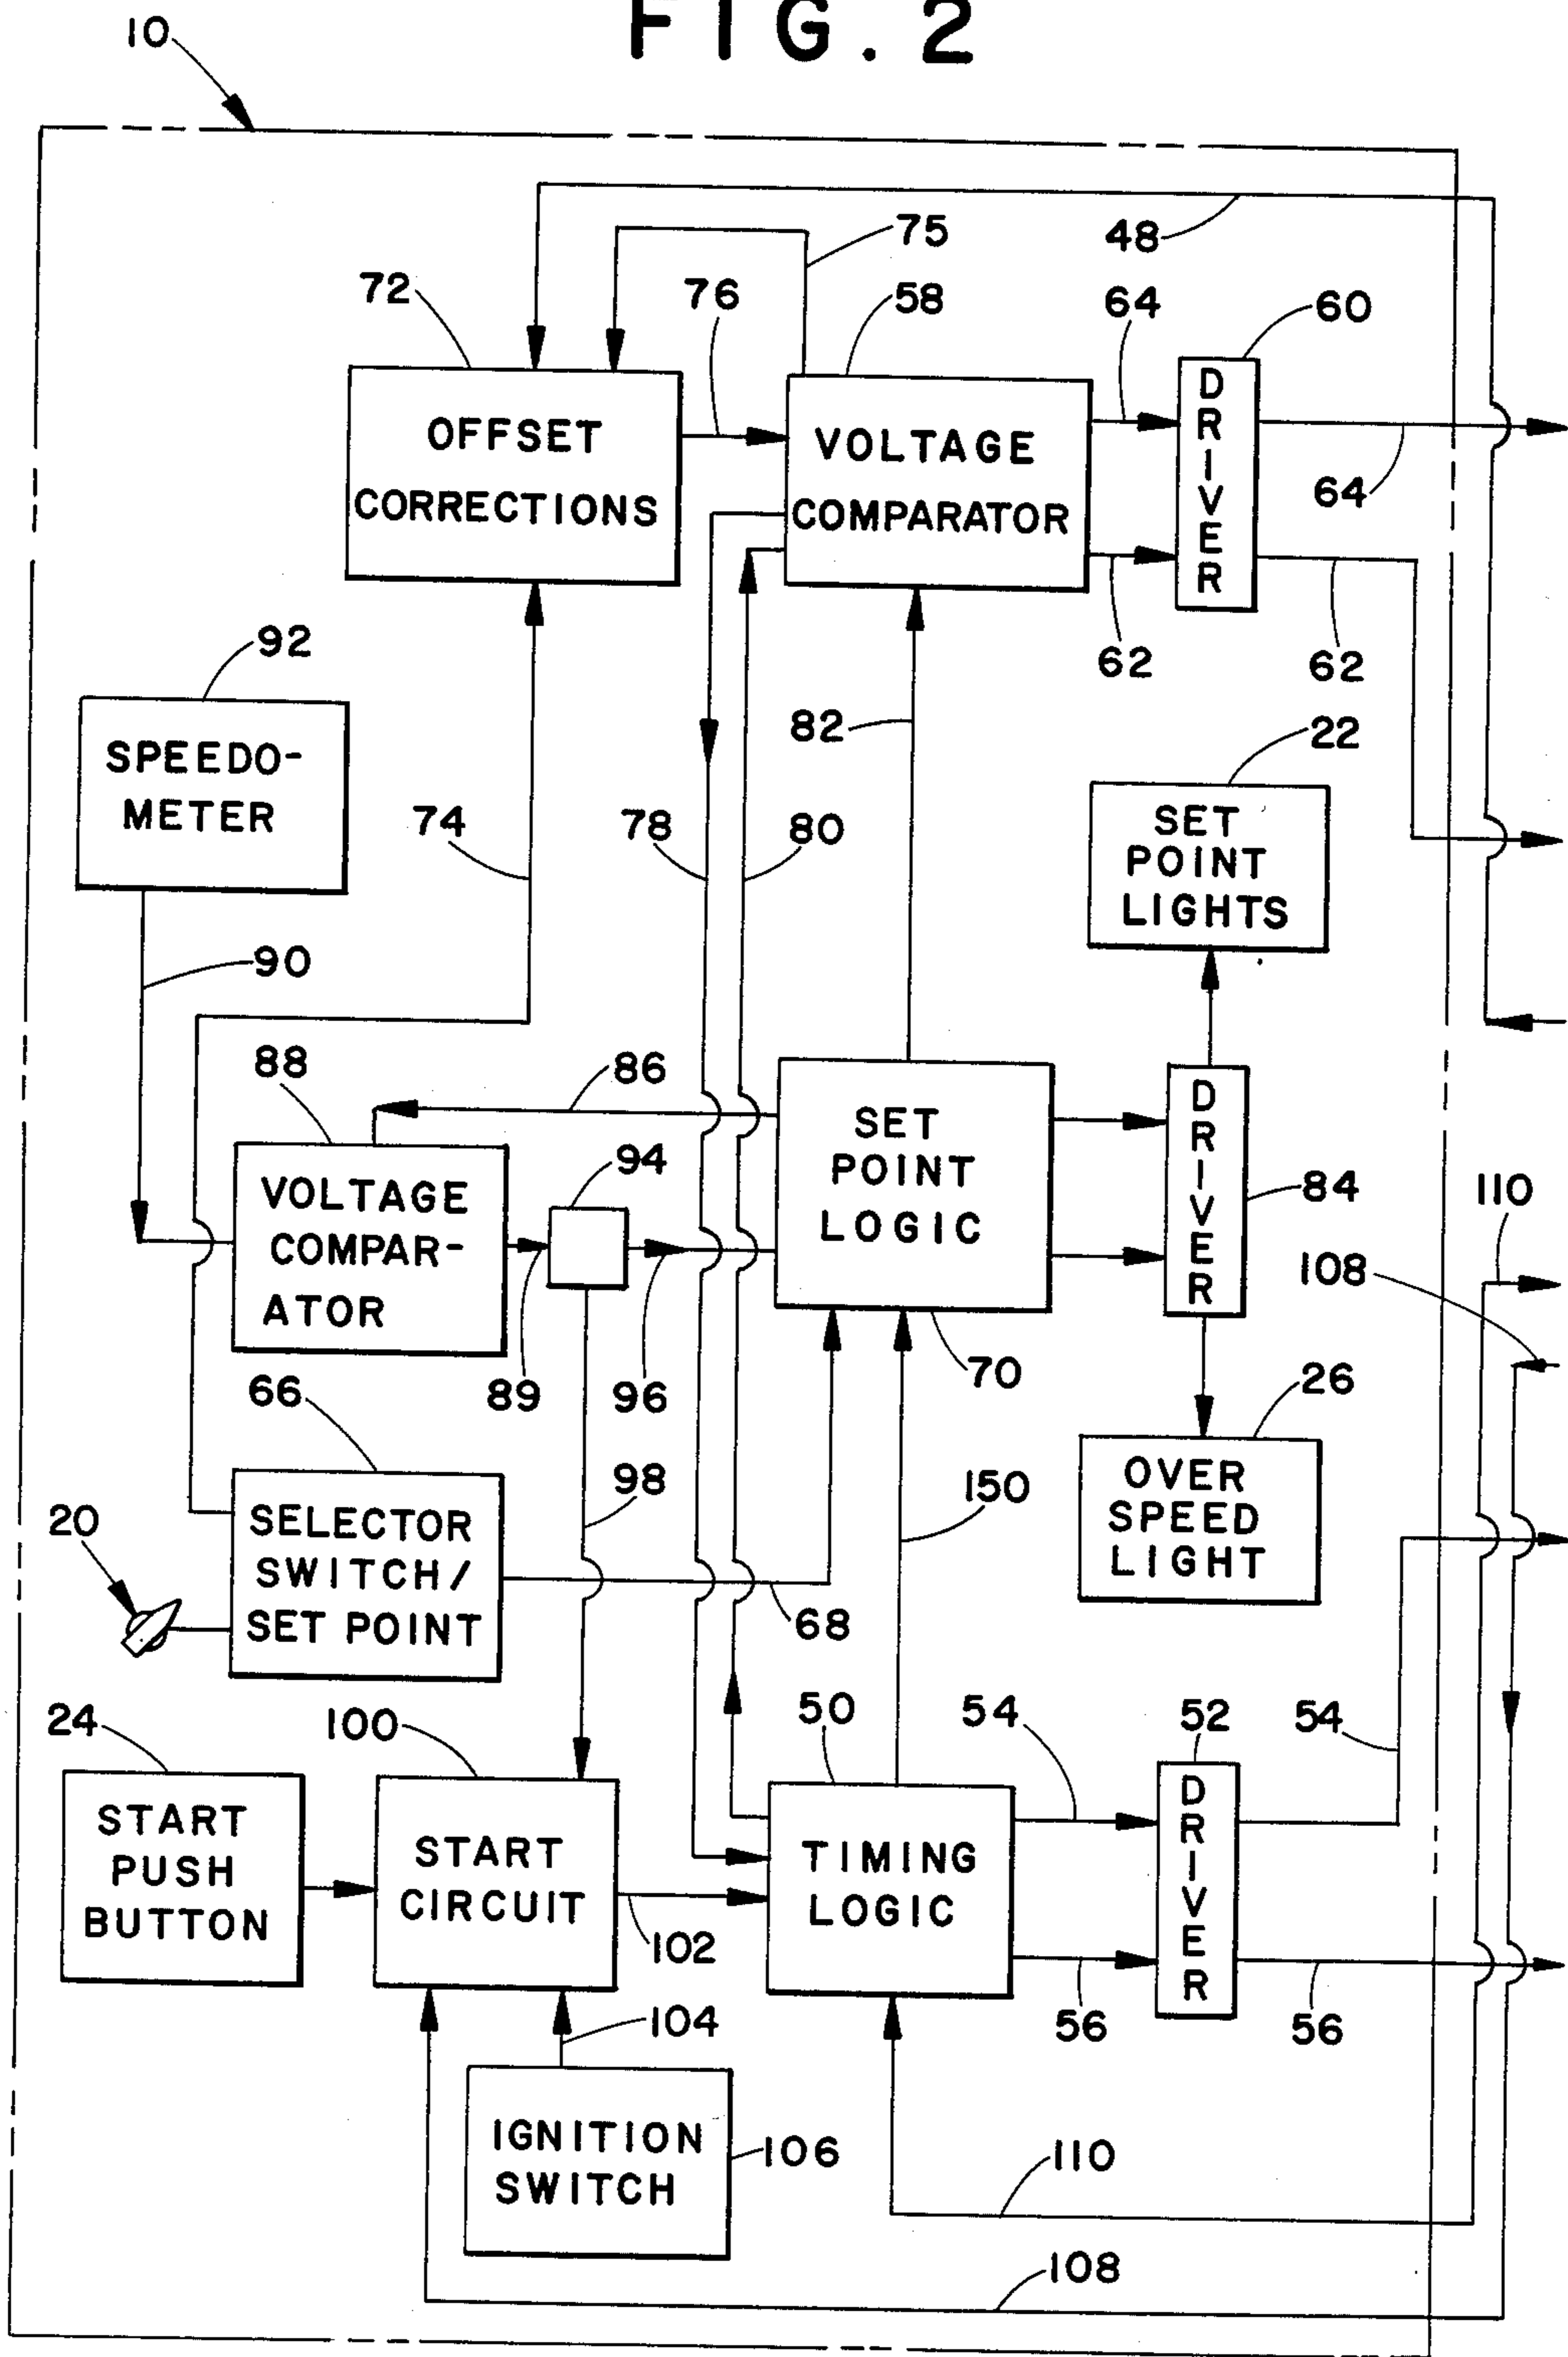 FIG. 2
10
48
75
72
76
58
64
60
OFFSET
CORRECTIONS
VOLTAGE
COMPARATOR
DRIVER
64
62
62
92
SPEEDO-
METER
82
22
74
78
80
SET
POINT
LIGHTS
90
88
86
94
VOLTAGE
COMPAR-
ATOR
SET
POINT
LOGIC
DRIVER
84
110
108
89
96
70
66
26
98
150
OVER
SPEED
LIGHT
20
SELECTOR
SWITCH/
SET POINT
68
24
100
50
54
52
54
START
PUSH
BUTTON
START
CIRCUIT
TIMING
LOGIC
DRIVER
102
56
56
104
IGNITION
SWITCH
106
110
108